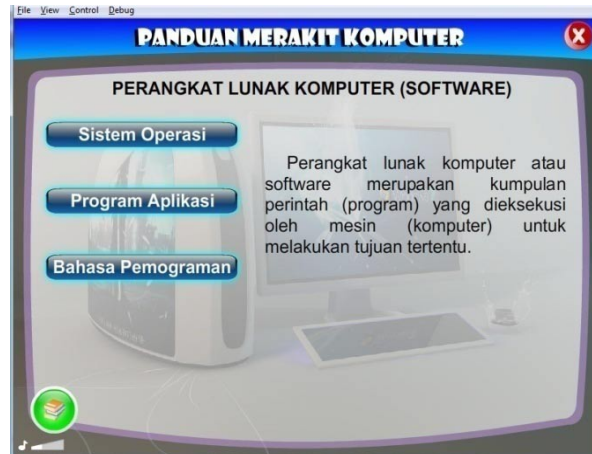 File View Control Debug
PANDUAN MERAKIT KOMPUTER
PERANGKAT LUNAK KOMPUTER (SOFTWARE)
Sistem Operasi
Program Aplikasi
Bahasa Pemograman
Perangkat lunak komputer atau
software merupakan kumpulan
perintah (program) yang dieksekusi
oleh mesin (komputer) untuk
melakukan tujuan tertentu.